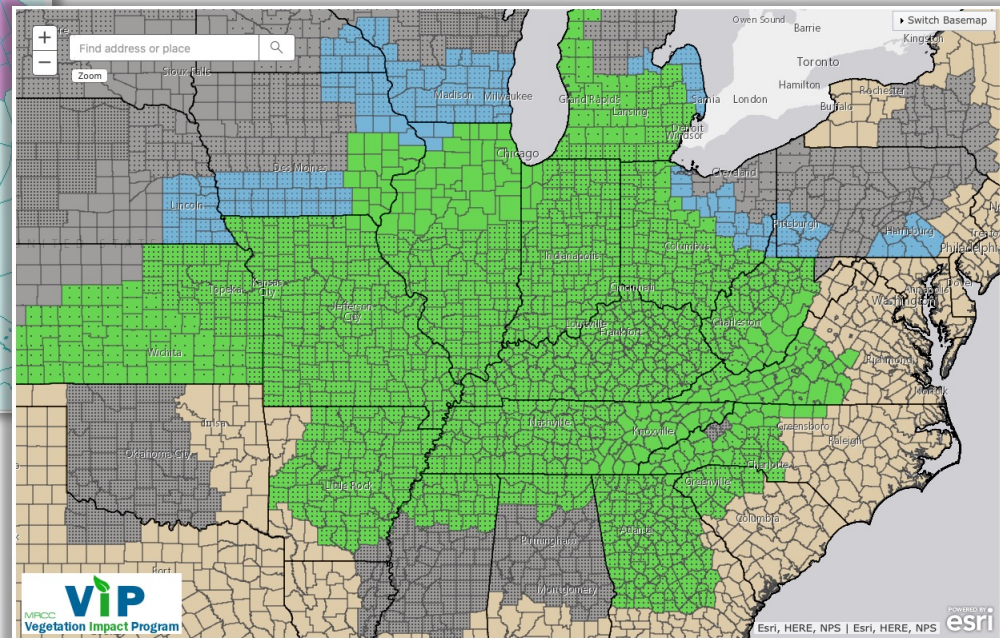 +
−
Find address or place
Zoom
Switch Basemap
Owen Sound
Barrie
Kingston
Toronto
Hamilton
Rochester
Buffalo
Sioux Falls
Madison
Milwaukee
Grand Rapids
Lansing
Sarnia
London
Detroit
Windsor
Chicago
Cleveland
Des Moines
Lincoln
Pittsburgh
Harrisburg
Philadelphia
Columbus
Indianapolis
Annapolis
Dover
Washington
Topeka
Kansas City
Jefferson City
Cincinnati
Louisville
Frankfort
Charleston
Wichita
Richmond
Norfolk
Tulsa
Nashville
Knoxville
Greensboro
Raleigh
Oklahoma City
Charlotte
Little Rock
Greenville
Columbia
Atlanta
Birmingham
Montgomery
Fort
MRCC ViP
Vegetation Impact Program
Esri, HERE, NPS | Esri, HERE, NPS
POWERED BY
esri